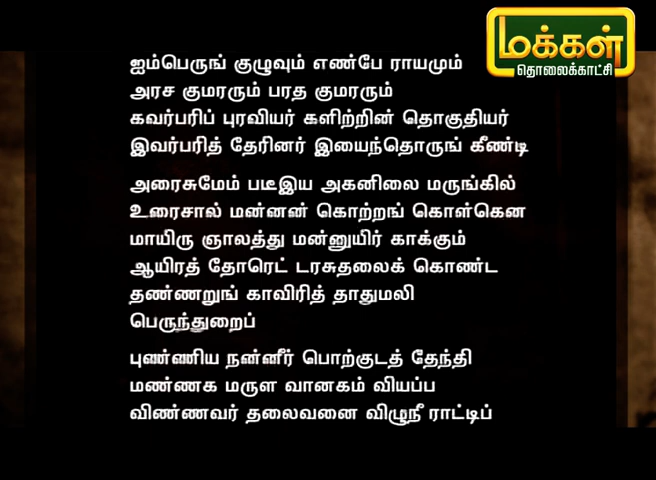 மக்கள்
தொலைக்காட்சி
ஐம்பெருங் குழுவும் எண்பே ராயமும்
அரச குமரரும் பரத குமரரும்
கவர்பரிப் புரவியர் களிற்றின் தொகுதியர்
இவர்பரித் தேரினர் இயைந்தொருங் கீண்டி
அரைசுமேம் படீஇய அகனிலை மருங்கில்
உரைசால் மன்னன் கொற்றங் கொள்கென
மாயிரு ஞாலத்து மன்னுயிர் காக்கும்
ஆயிரத் தோரெட் டரசுதலைக் கொண்ட
தண்ணறுங் காவிரித் தாதுமலி
பெருந்துறைப்
புண்ணிய நன்னீர் பொற்குடத் தேந்தி
மண்ணக மருள வானகம் வியப்ப
விண்ணவர் தலைவனை விழுநீ ராட்டிப்